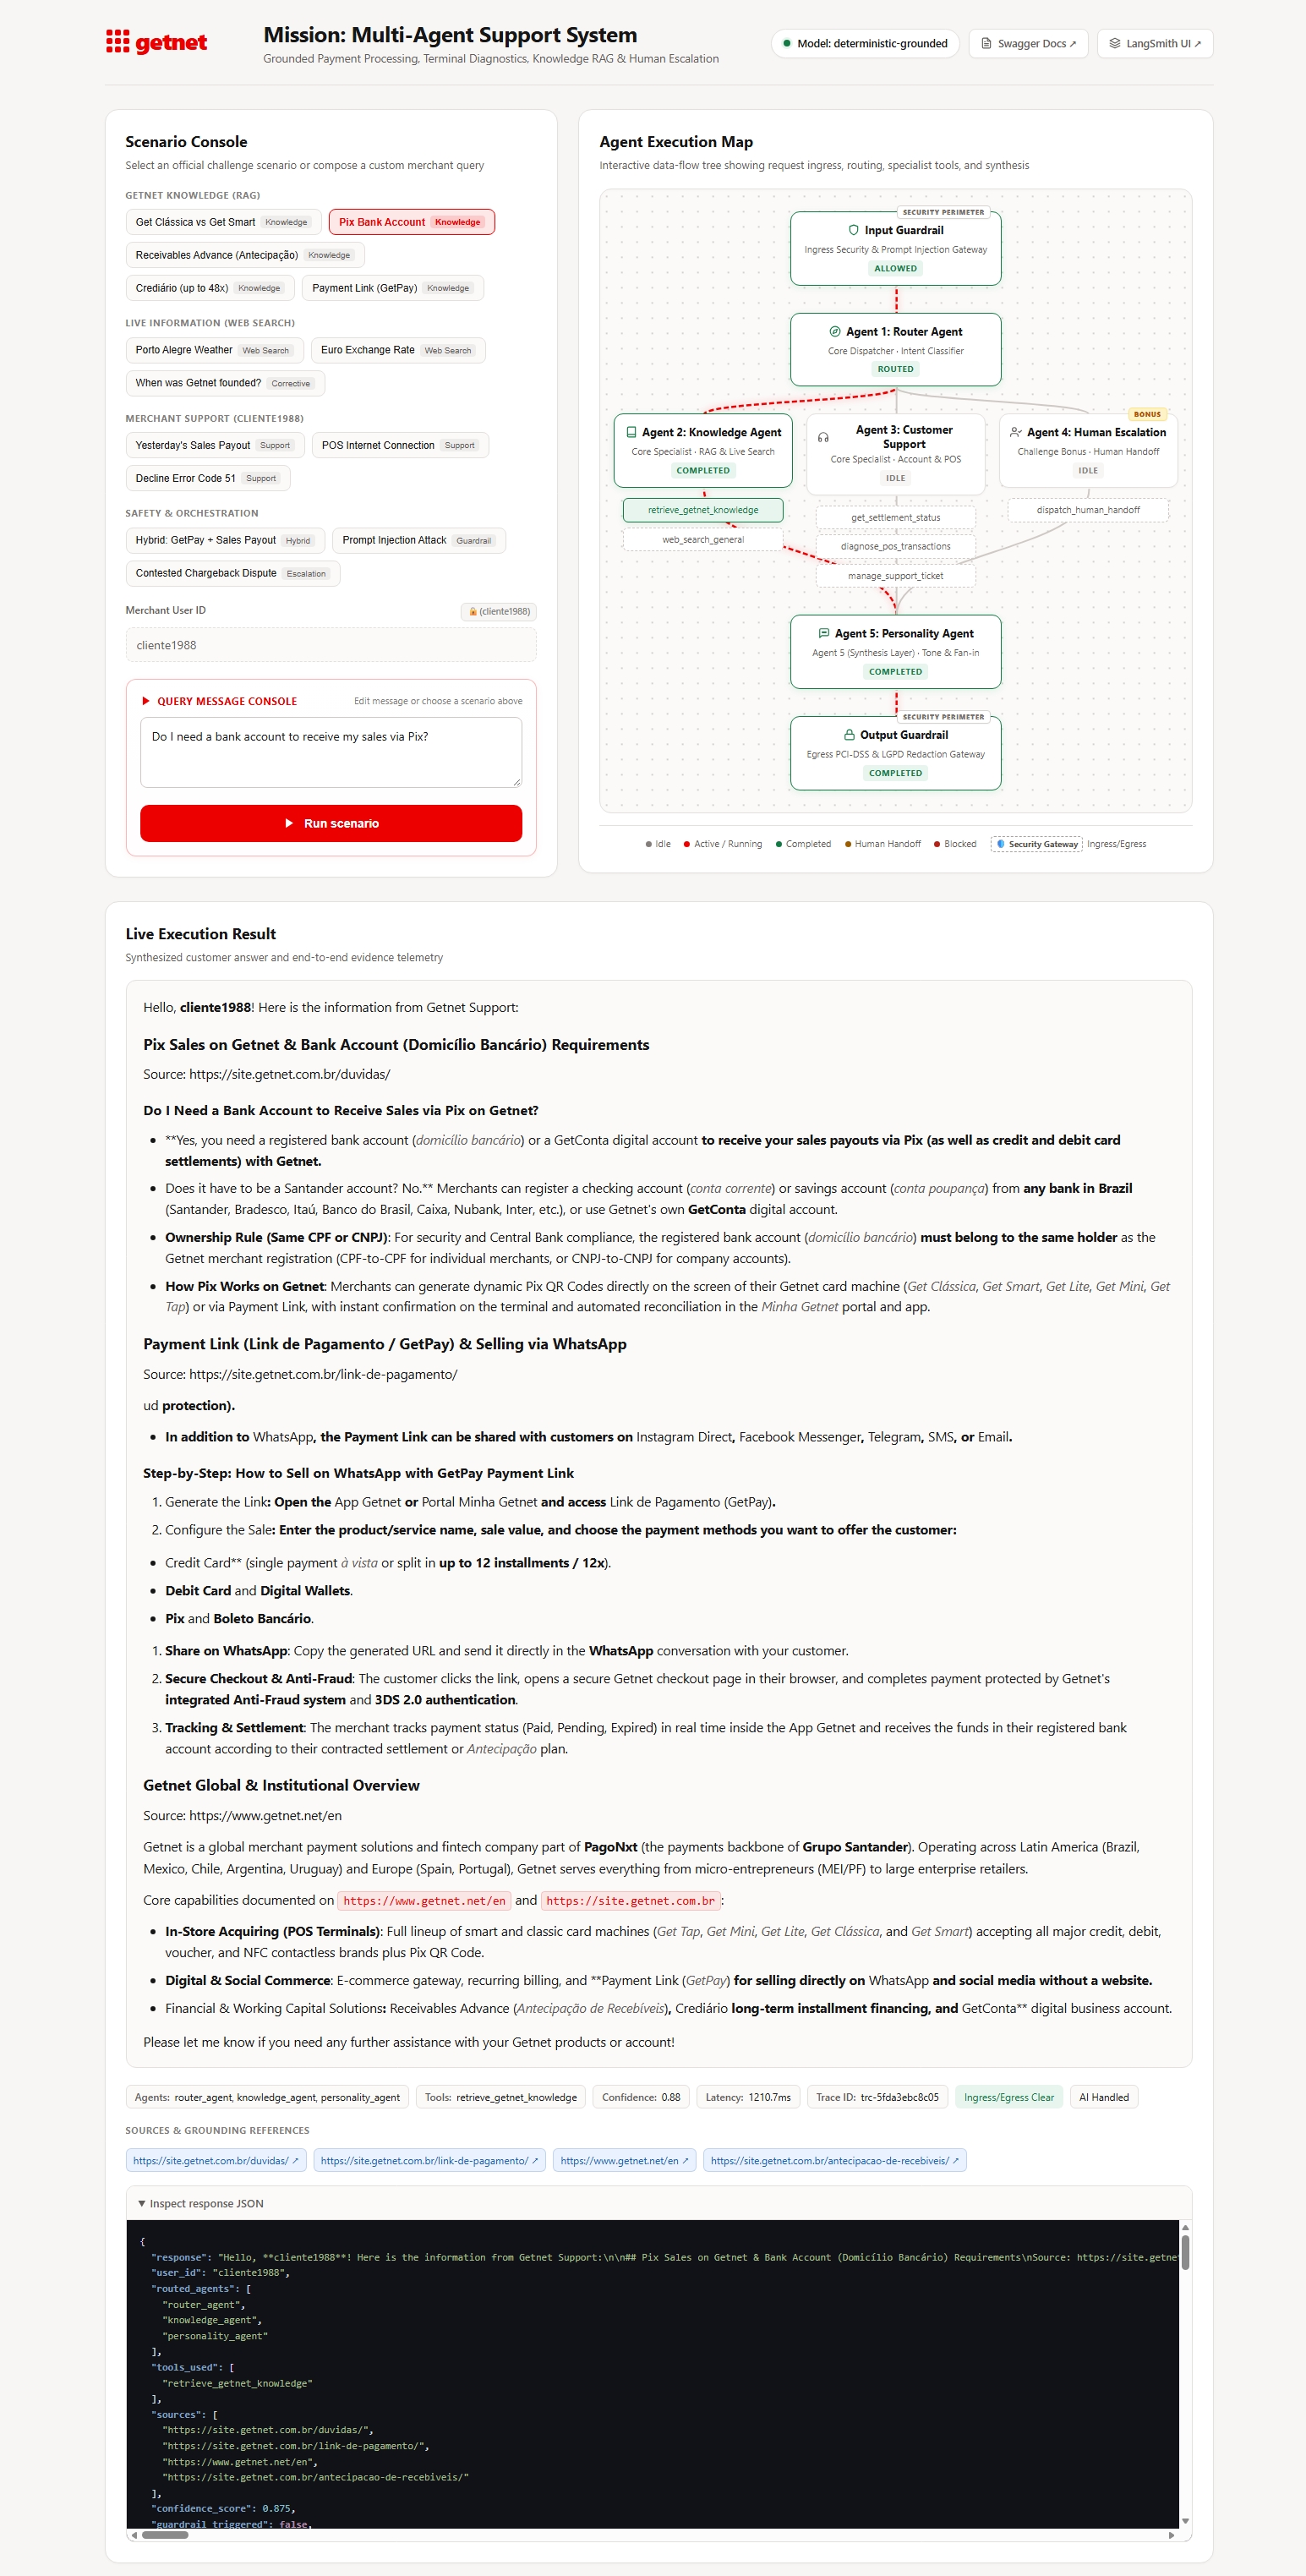 getnet
Mission: Multi-Agent Support System
Grounded Payment Processing, Terminal Diagnostics, Knowledge RAG & Human Escalation
Model: deterministic-grounded
Swagger Docs ↗
LangSmith UI ↗
Scenario Console
Select an official challenge scenario or compose a custom merchant query
GETNET KNOWLEDGE (RAG)
Get Clássica vs Get Smart Knowledge
Pix Bank Account Knowledge
Receivables Advance (Antecipação) Knowledge
Crediário (up to 48x) Knowledge
Payment Link (GetPay) Knowledge
LIVE INFORMATION (WEB SEARCH)
Porto Alegre Weather Web Search
Euro Exchange Rate Web Search
When was Getnet founded? Corrective
MERCHANT SUPPORT (CLIENTE1988)
Yesterday's Sales Payout Support
POS Internet Connection Support
Decline Error Code 51 Support
SAFETY & ORCHESTRATION
Hybrid: GetPay + Sales Payout Hybrid
Prompt Injection Attack Guardrail
Contested Chargeback Dispute Escalation
Merchant User ID
(cliente1988)
cliente1988
QUERY MESSAGE CONSOLE
Edit message or choose a scenario above
Do I need a bank account to receive my sales via Pix?
Run scenario
Agent Execution Map
Interactive data-flow tree showing request ingress, routing, specialist tools, and synthesis
SECURITY PERIMETER
Input Guardrail
Ingress Security & Prompt Injection Gateway
ALLOWED
Agent 1: Router Agent
Core Dispatcher · Intent Classifier
ROUTED
Agent 2: Knowledge Agent
Core Specialist · RAG & Live Search
COMPLETED
retrieve_getnet_knowledge
web_search_general
Agent 3: Customer
Support
Core Specialist · Account & POS
IDLE
get_settlement_status
diagnose_pos_transactions
manage_support_ticket
BONUS
Agent 4: Human Escalation
Challenge Bonus · Human Handoff
IDLE
dispatch_human_handoff
Agent 5: Personality Agent
Agent 5 (Synthesis Layer) · Tone & Fan-in
COMPLETED
SECURITY PERIMETER
Output Guardrail
Egress PCI-DSS & LGPD Redaction Gateway
COMPLETED
Idle
Active / Running
Completed
Human Handoff
Blocked
Security Gateway
Ingress/Egress
Live Execution Result
Synthesized customer answer and end-to-end evidence telemetry
Hello, cliente1988! Here is the information from Getnet Support:
Pix Sales on Getnet & Bank Account (Domicílio Bancário) Requirements
Source: https://site.getnet.com.br/duvidas/
Do I Need a Bank Account to Receive Sales via Pix on Getnet?
• **Yes, you need a registered bank account (domicílio bancário) or a GetConta digital account to receive your sales payouts via Pix (as well as credit and debit card
settlements) with Getnet.
• Does it have to be a Santander account? No.** Merchants can register a checking account (conta corrente) or savings account (conta poupança) from any bank in Brazil
(Santander, Bradesco, Itaú, Banco do Brasil, Caixa, Nubank, Inter, etc.), or use Getnet's own GetConta digital account.
• Ownership Rule (Same CPF or CNPJ): For security and Central Bank compliance, the registered bank account (domicílio bancário) must belong to the same holder as the
Getnet merchant registration (CPF-to-CPF for individual merchants, or CNPJ-to-CNPJ for company accounts).
• How Pix Works on Getnet: Merchants can generate dynamic Pix QR Codes directly on the screen of their Getnet card machine (Get Clássica, Get Smart, Get Lite, Get Mini, Get
Tap) or via Payment Link, with instant confirmation on the terminal and automated reconciliation in the Minha Getnet portal and app.
Payment Link (Link de Pagamento / GetPay) & Selling via WhatsApp
Source: https://site.getnet.com.br/link-de-pagamento/
ud protection).
• In addition to WhatsApp, the Payment Link can be shared with customers on Instagram Direct, Facebook Messenger, Telegram, SMS, or Email.
Step-by-Step: How to Sell on WhatsApp with GetPay Payment Link
1. Generate the Link: Open the App Getnet or Portal Minha Getnet and access Link de Pagamento (GetPay).
2. Configure the Sale: Enter the product/service name, sale value, and choose the payment methods you want to offer the customer:
• Credit Card** (single payment à vista or split in up to 12 installments / 12x).
• Debit Card and Digital Wallets.
• Pix and Boleto Bancário.
1. Share on WhatsApp: Copy the generated URL and send it directly in the WhatsApp conversation with your customer.
2. Secure Checkout & Anti-Fraud: The customer clicks the link, opens a secure Getnet checkout page in their browser, and completes payment protected by Getnet's
integrated Anti-Fraud system and 3DS 2.0 authentication.
3. Tracking & Settlement: The merchant tracks payment status (Paid, Pending, Expired) in real time inside the App Getnet and receives the funds in their registered bank
account according to their contracted settlement or Antecipação plan.
Getnet Global & Institutional Overview
Source: https://www.getnet.net/en
Getnet is a global merchant payment solutions and fintech company part of PagoNxt (the payments backbone of Grupo Santander). Operating across Latin America (Brazil,
Mexico, Chile, Argentina, Uruguay) and Europe (Spain, Portugal), Getnet serves everything from micro-entrepreneurs (MEI/PF) to large enterprise retailers.
Core capabilities documented on https://www.getnet.net/en and https://site.getnet.com.br:
• In-Store Acquiring (POS Terminals): Full lineup of smart and classic card machines (Get Tap, Get Mini, Get Lite, Get Clássica, and Get Smart) accepting all major credit, debit,
voucher, and NFC contactless brands plus Pix QR Code.
• Digital & Social Commerce: E-commerce gateway, recurring billing, and **Payment Link (GetPay) for selling directly on WhatsApp and social media without a website.
• Financial & Working Capital Solutions: Receivables Advance (Antecipação de Recebíveis), Crediário long-term installment financing, and GetConta** digital business account.
Please let me know if you need any further assistance with your Getnet products or account!
Agents: router_agent, knowledge_agent, personality_agent
Tools: retrieve_getnet_knowledge
Confidence: 0.88
Latency: 1210.7ms
Trace ID: trc-5fda3ebc8c05
Ingress/Egress Clear
AI Handled
SOURCES & GROUNDING REFERENCES
https://site.getnet.com.br/duvidas/ ↗
https://site.getnet.com.br/link-de-pagamento/ ↗
https://www.getnet.net/en ↗
https://site.getnet.com.br/antecipacao-de-recebiveis/ ↗
▼ Inspect response JSON
{
"response": "Hello, **cliente1988**! Here is the information from Getnet Support:\n\n## Pix Sales on Getnet & Bank Account (Domicílio Bancário) Requirements\nSource: https://site.getnet
"user_id": "cliente1988",
"routed_agents": [
"router_agent",
"knowledge_agent",
"personality_agent"
],
"tools_used": [
"retrieve_getnet_knowledge"
],
"sources": [
"https://site.getnet.com.br/duvidas/",
"https://site.getnet.com.br/link-de-pagamento/",
"https://www.getnet.net/en",
"https://site.getnet.com.br/antecipacao-de-recebiveis/"
],
"confidence_score": 0.875,
"guardrail_triggered": false,